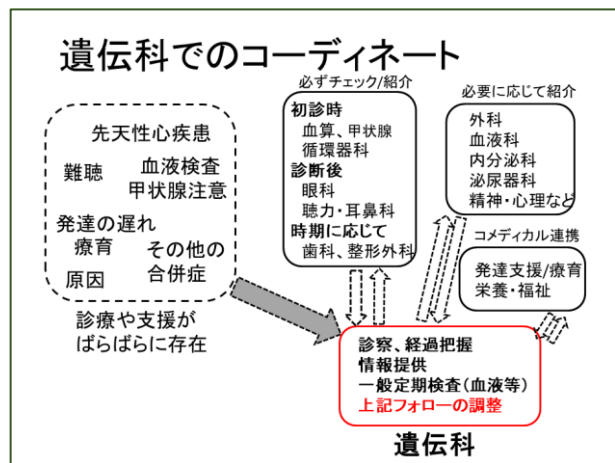 遺伝科でのコーディネート
先天性心疾患
難聴
血液検査
甲状腺注意
発達の遅れ
療育
その他の
合併症
原因
診療や支援が
ばらばらに存在
必ずチェック/紹介
初診時
血算、甲状腺
循環器科
診断後
眼科
聴力・耳鼻科
時期に応じて
歯科、整形外科
必要に応じて紹介
外科
血液科
内分泌科
泌尿器科
精神・心理など
コメディカル連携
発達支援/療育
栄養・福祉
診察、経過把握
情報提供
一般定期検査(血液等)
上記フォローの調整
遺伝科